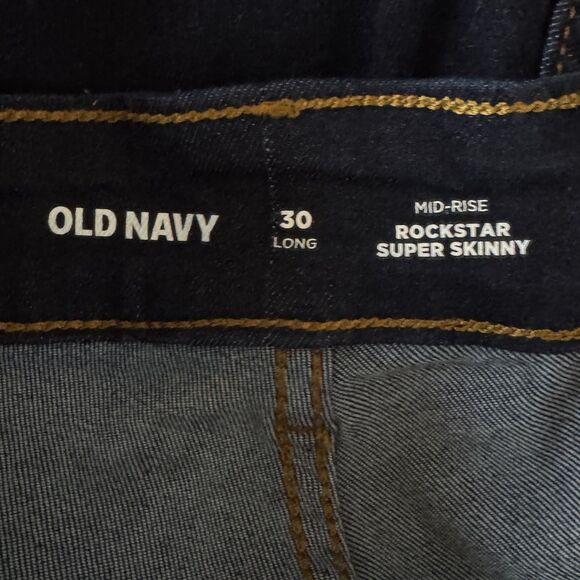 OLD NAVY
30
LONG
MID-RISE
ROCKSTAR
SUPER SKINNY